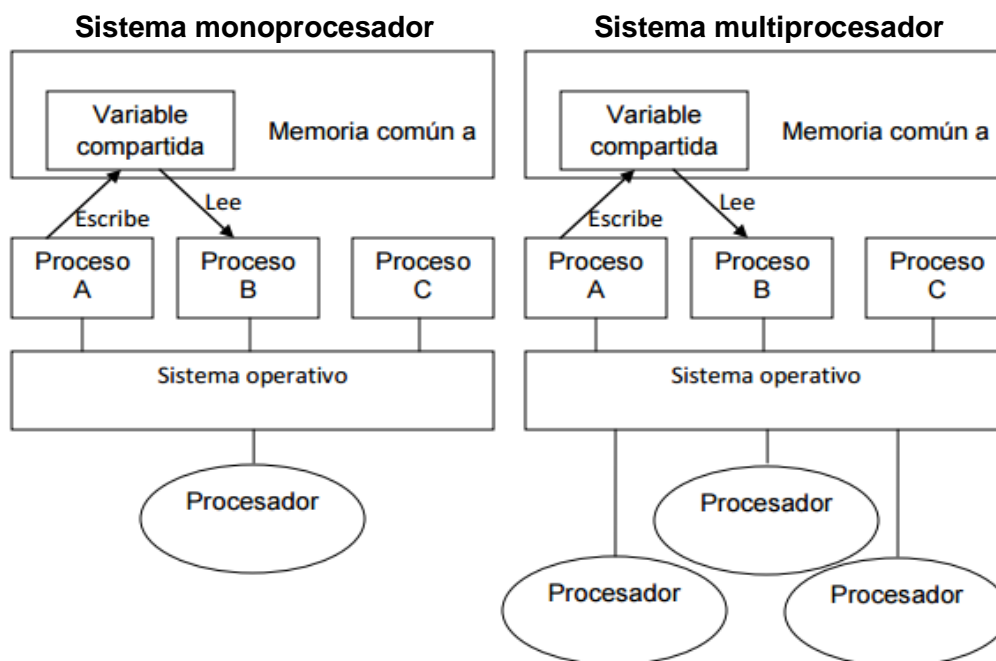 Sistema monoprocesador
Variable
compartida
Memoria común a
Escribe
Lee
Proceso
A
Proceso
B
Proceso
C
Sistema operativo
Procesador
Sistema multiprocesador
Variable
compartida
Memoria común a
Escribe
Lee
Proceso
A
Proceso
B
Proceso
C
Sistema operativo
Procesador
Procesador
Procesador